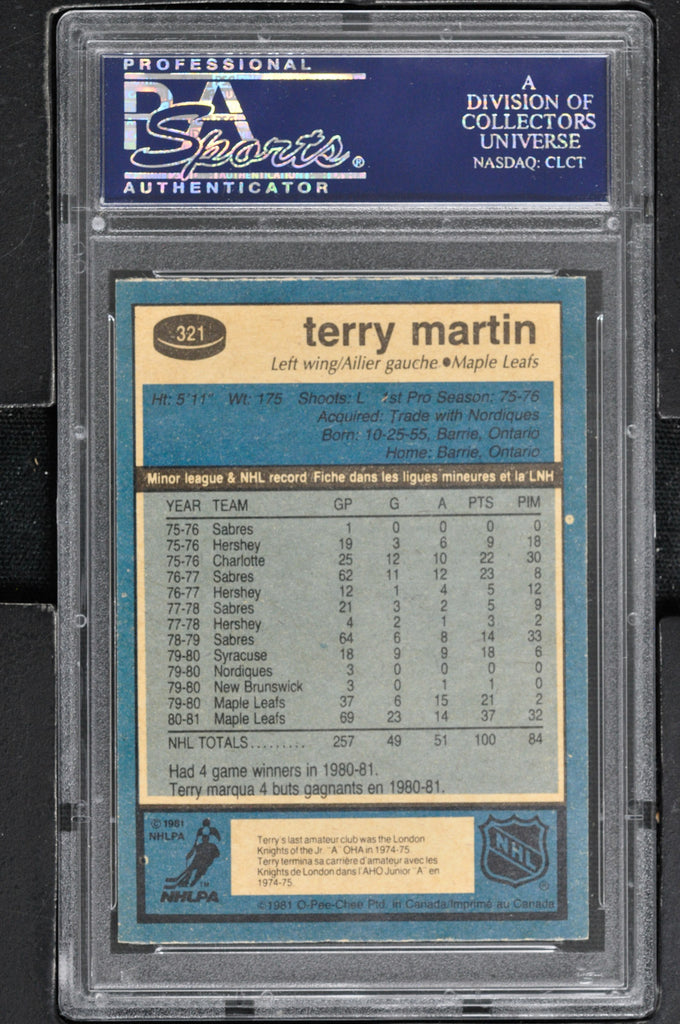 PROFESSIONAL
PSA
Sports®
AUTHENTICATOR
A
DIVISION OF
COLLECTORS
UNIVERSE
NASDAQ: CLCT
321
terry martin
Left wing/Ailier gauche ●Maple Leafs
Ht: 5'11" Wt: 175 Shoots: L 1st Pro Season: 75-76
Acquired: Trade with Nordiques
Born: 10-25-55, Barrie, Ontario
Home: Barrie, Ontario
Minor league & NHL record Fiche dans les ligues mineures et la LNH
YEAR TEAM GP G A PTS PIM
75-76 Sabres 1 0 0 0 0
75-76 Hershey 19 3 6 9 18
75-76 Charlotte 25 12 10 22 30
76-77 Sabres 62 11 12 23 8
76-77 Hershey 12 1 4 5 12
77-78 Sabres 21 3 2 5 9
77-78 Hershey 4 2 1 3 2
78-79 Sabres 64 6 8 14 33
79-80 Syracuse 18 9 9 18 6
79-80 Nordiques 3 0 0 0 0
79-80 New Brunswick 3 0 1 1 0
79-80 Maple Leafs 37 6 15 21 2
80-81 Maple Leafs 69 23 14 37 32
NHL TOTALS......... 257 49 51 100 84
Had 4 game winners in 1980-81.
Terry marqua 4 buts gagnants en 1980-81.
© 1981
NHLPA
TM
NHLPA
Terry's last amateur club was the London
Knights of the Jr. "A" OHA in 1974-75.
Terry termina sa carrière d'amateur avec les
Knights de London dans l'AHO Junior "A" en
1974-75.
NHL
®
©1981 O-Pee-Chee Ptd. in Canada/Imprimé au Canada